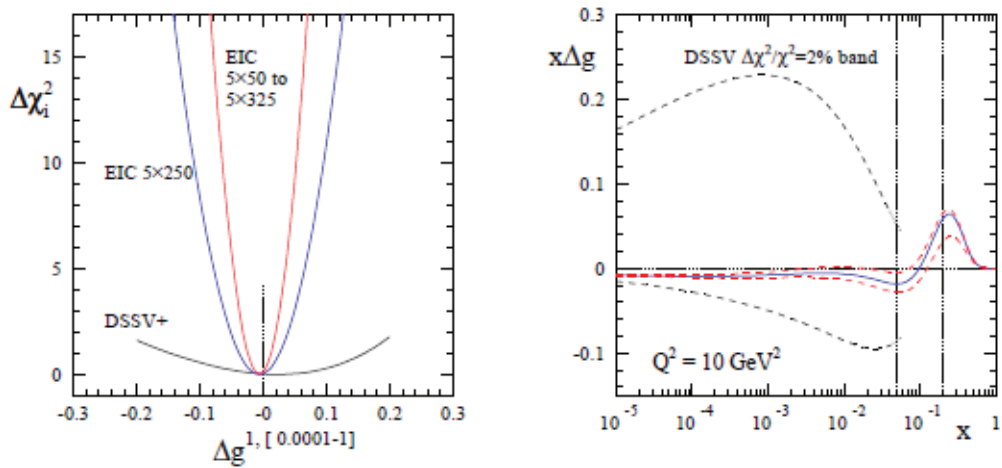 15
10
5
0
Δχᵢ²
EIC
5×50 to
5×325
EIC 5×250
DSSV+
-0.3 -0.2 -0.1 -0 0.1 0.2 0.3
Δg^1, [ 0.0001-1]
0.3
0.2
0.1
0
-0.1
xΔg
DSSV Δχ²/χ²=2% band
Q² = 10 GeV²
10⁻⁵ 10⁻⁴ 10⁻³ 10⁻² 10⁻¹ 1
x